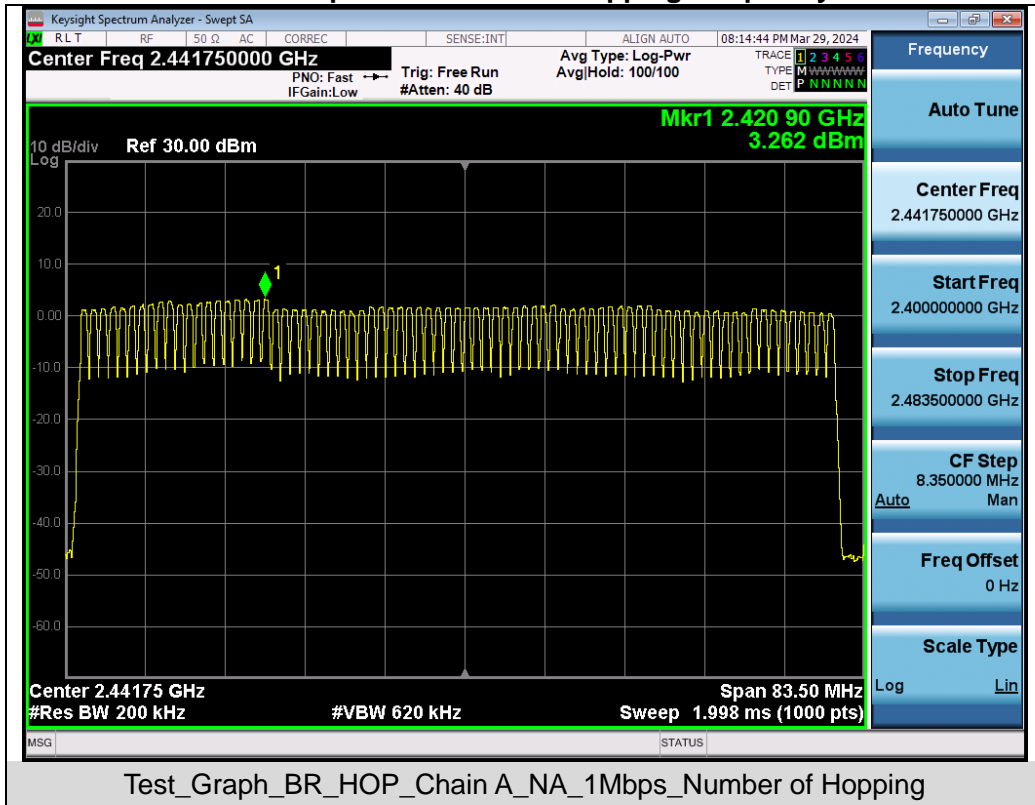 Keysight Spectrum Analyzer - Swept SA
LXI RLT RF 50 Ω AC CORREC SENSE:INT ALIGN AUTO 08:14:44 PM Mar 29, 2024
Center Freq 2.441750000 GHz
PNO: Fast
IFGain:Low
Trig: Free Run
#Atten: 40 dB
Avg Type: Log-Pwr
Avg|Hold: 100/100
TRACE 1 2 3 4 5 6
TYPE M WWWWW
DET P N N N N N
Mkr1 2.420 90 GHz
3.262 dBm
10 dB/div Ref 30.00 dBm
Log
20.0
10.0
0.00
-10.0
-20.0
-30.0
-40.0
-50.0
-60.0
1
Center 2.44175 GHz
Span 83.50 MHz
#Res BW 200 kHz
#VBW 620 kHz
Sweep 1.998 ms (1000 pts)
MSG
STATUS
Frequency
Auto Tune
Center Freq
2.441750000 GHz
Start Freq
2.400000000 GHz
Stop Freq
2.483500000 GHz
CF Step
8.350000 MHz
Auto Man
Freq Offset
0 Hz
Scale Type
Log Lin
Test_Graph_BR_HOP_Chain A_NA_1Mbps_Number of Hopping